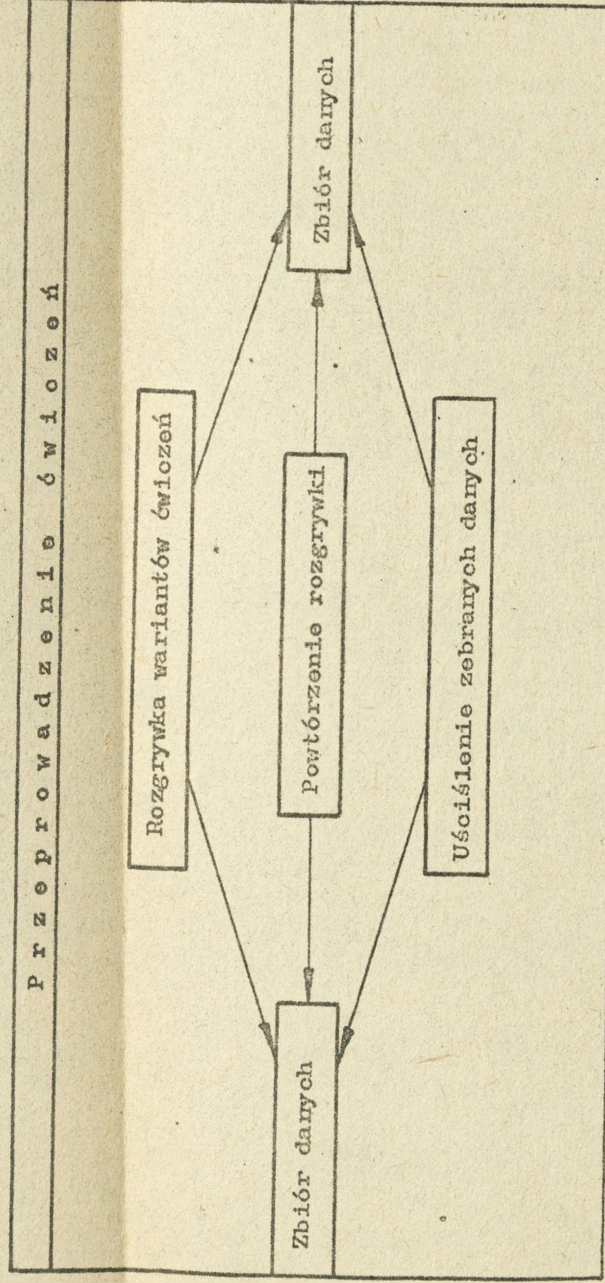 Przeprowadzenie ćwiczeń
Rozgrywka wariantów ćwiczeń
Zbiór danych
Powtórzenie rozgrywki
Zbiór danych
Uściślenie zebranych danych